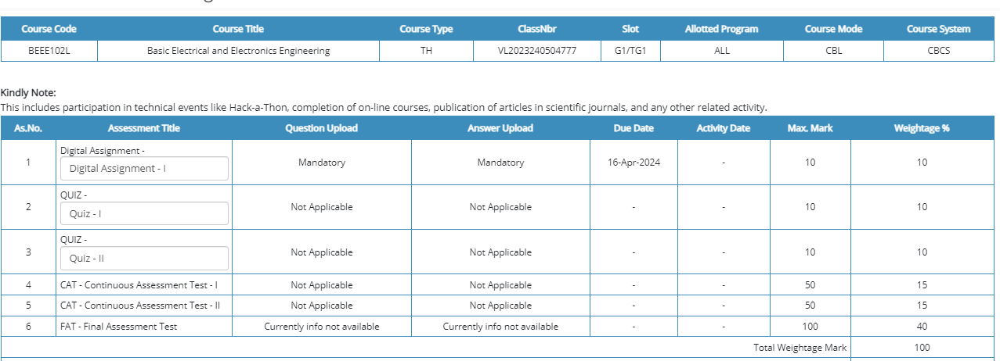 Course Code Course Title Course Type ClassNbr Slot Allotted Program Course Mode Course System
BEEE102L Basic Electrical and Electronics Engineering TH VL2023240504777 G1/TG1 ALL CBL CBCS
Kindly Note:
This includes participation in technical events like Hack-a-Thon, completion of on-line courses, publication of articles in scientific journals, and any other related activity.
As.No. Assessment Title Question Upload Answer Upload Due Date Activity Date Max. Mark Weightage %
Digital Assignment -
1 Digital Assignment - I Mandatory Mandatory 16-Apr-2024 - 10 10
QUIZ -
2 Quiz - I Not Applicable Not Applicable - - 10 10
QUIZ -
3 Quiz - II Not Applicable Not Applicable - - 10 10
4 CAT - Continuous Assessment Test - I Not Applicable Not Applicable - - 50 15
5 CAT - Continuous Assessment Test - II Not Applicable Not Applicable - - 50 15
6 FAT - Final Assessment Test Currently info not available Currently info not available - - 100 40
Total Weightage Mark 100